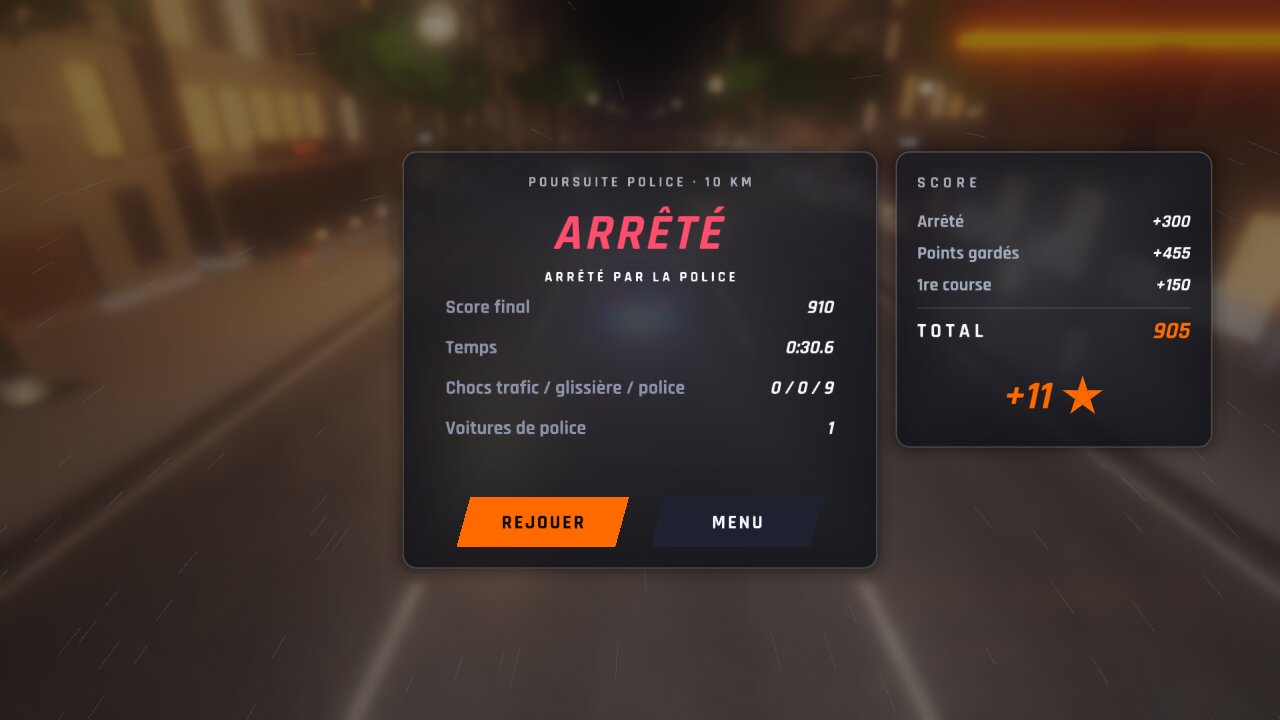 POURSUITE POLICE · 10 KM
ARRÊTÉ
ARRÊTÉ PAR LA POLICE
Score final 910
Temps 0:30.6
Chocs trafic / glissière / police 0 / 0 / 9
Voitures de police 1
REJOUER MENU
SCORE
Arrêté +300
Points gardés +455
1re course +150
TOTAL 905
+11 ★